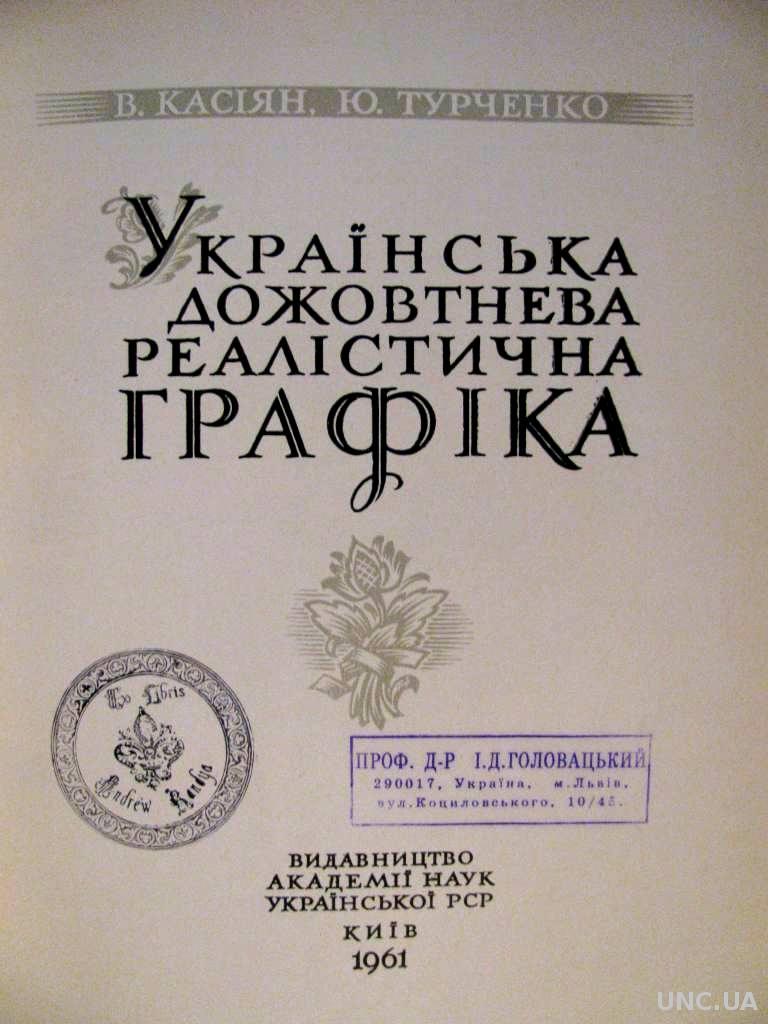 В. КАСІЯН, Ю. ТУРЧЕНКО
УКРАЇНСЬКА
ДОЖОВТНЕВА
РЕАЛІСТИЧНА
ГРАФІКА
Ex Libris
Andrew
ПРОФ. Д-Р І.Д.ГОЛОВАЦЬКИЙ
290017, Україна, м.Львів,
вул.Коциловського, 10/45.
ВИДАВНИЦТВО
АКАДЕМІЇ НАУК
УКРАЇНСЬКОЇ РСР
КИЇВ
1961
UNC.UA